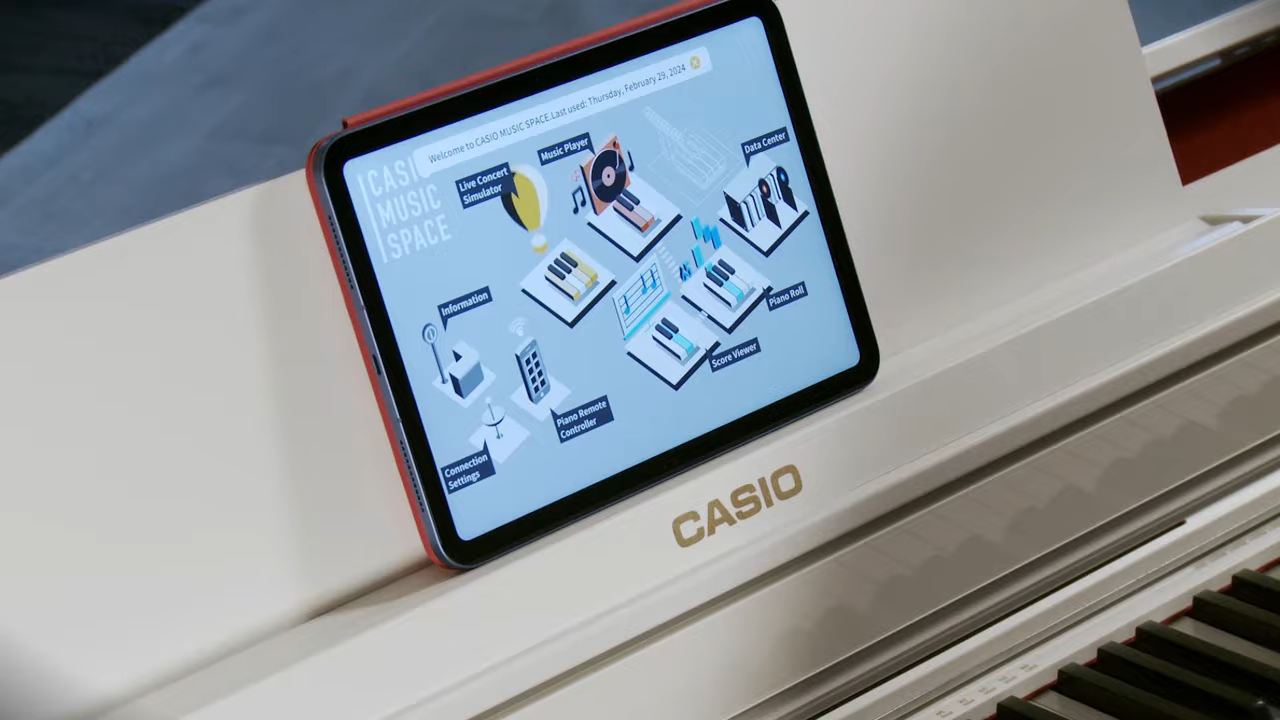 Welcome to CASIO MUSIC SPACE.Last used: Thursday, February 29, 2024
CASI
MUSIC
SPACE
Live Concert
Simulator
Music Player
Data Center
Information
Piano Roll
Score Viewer
Piano Remote
Controller
Connection
Settings
CASIO